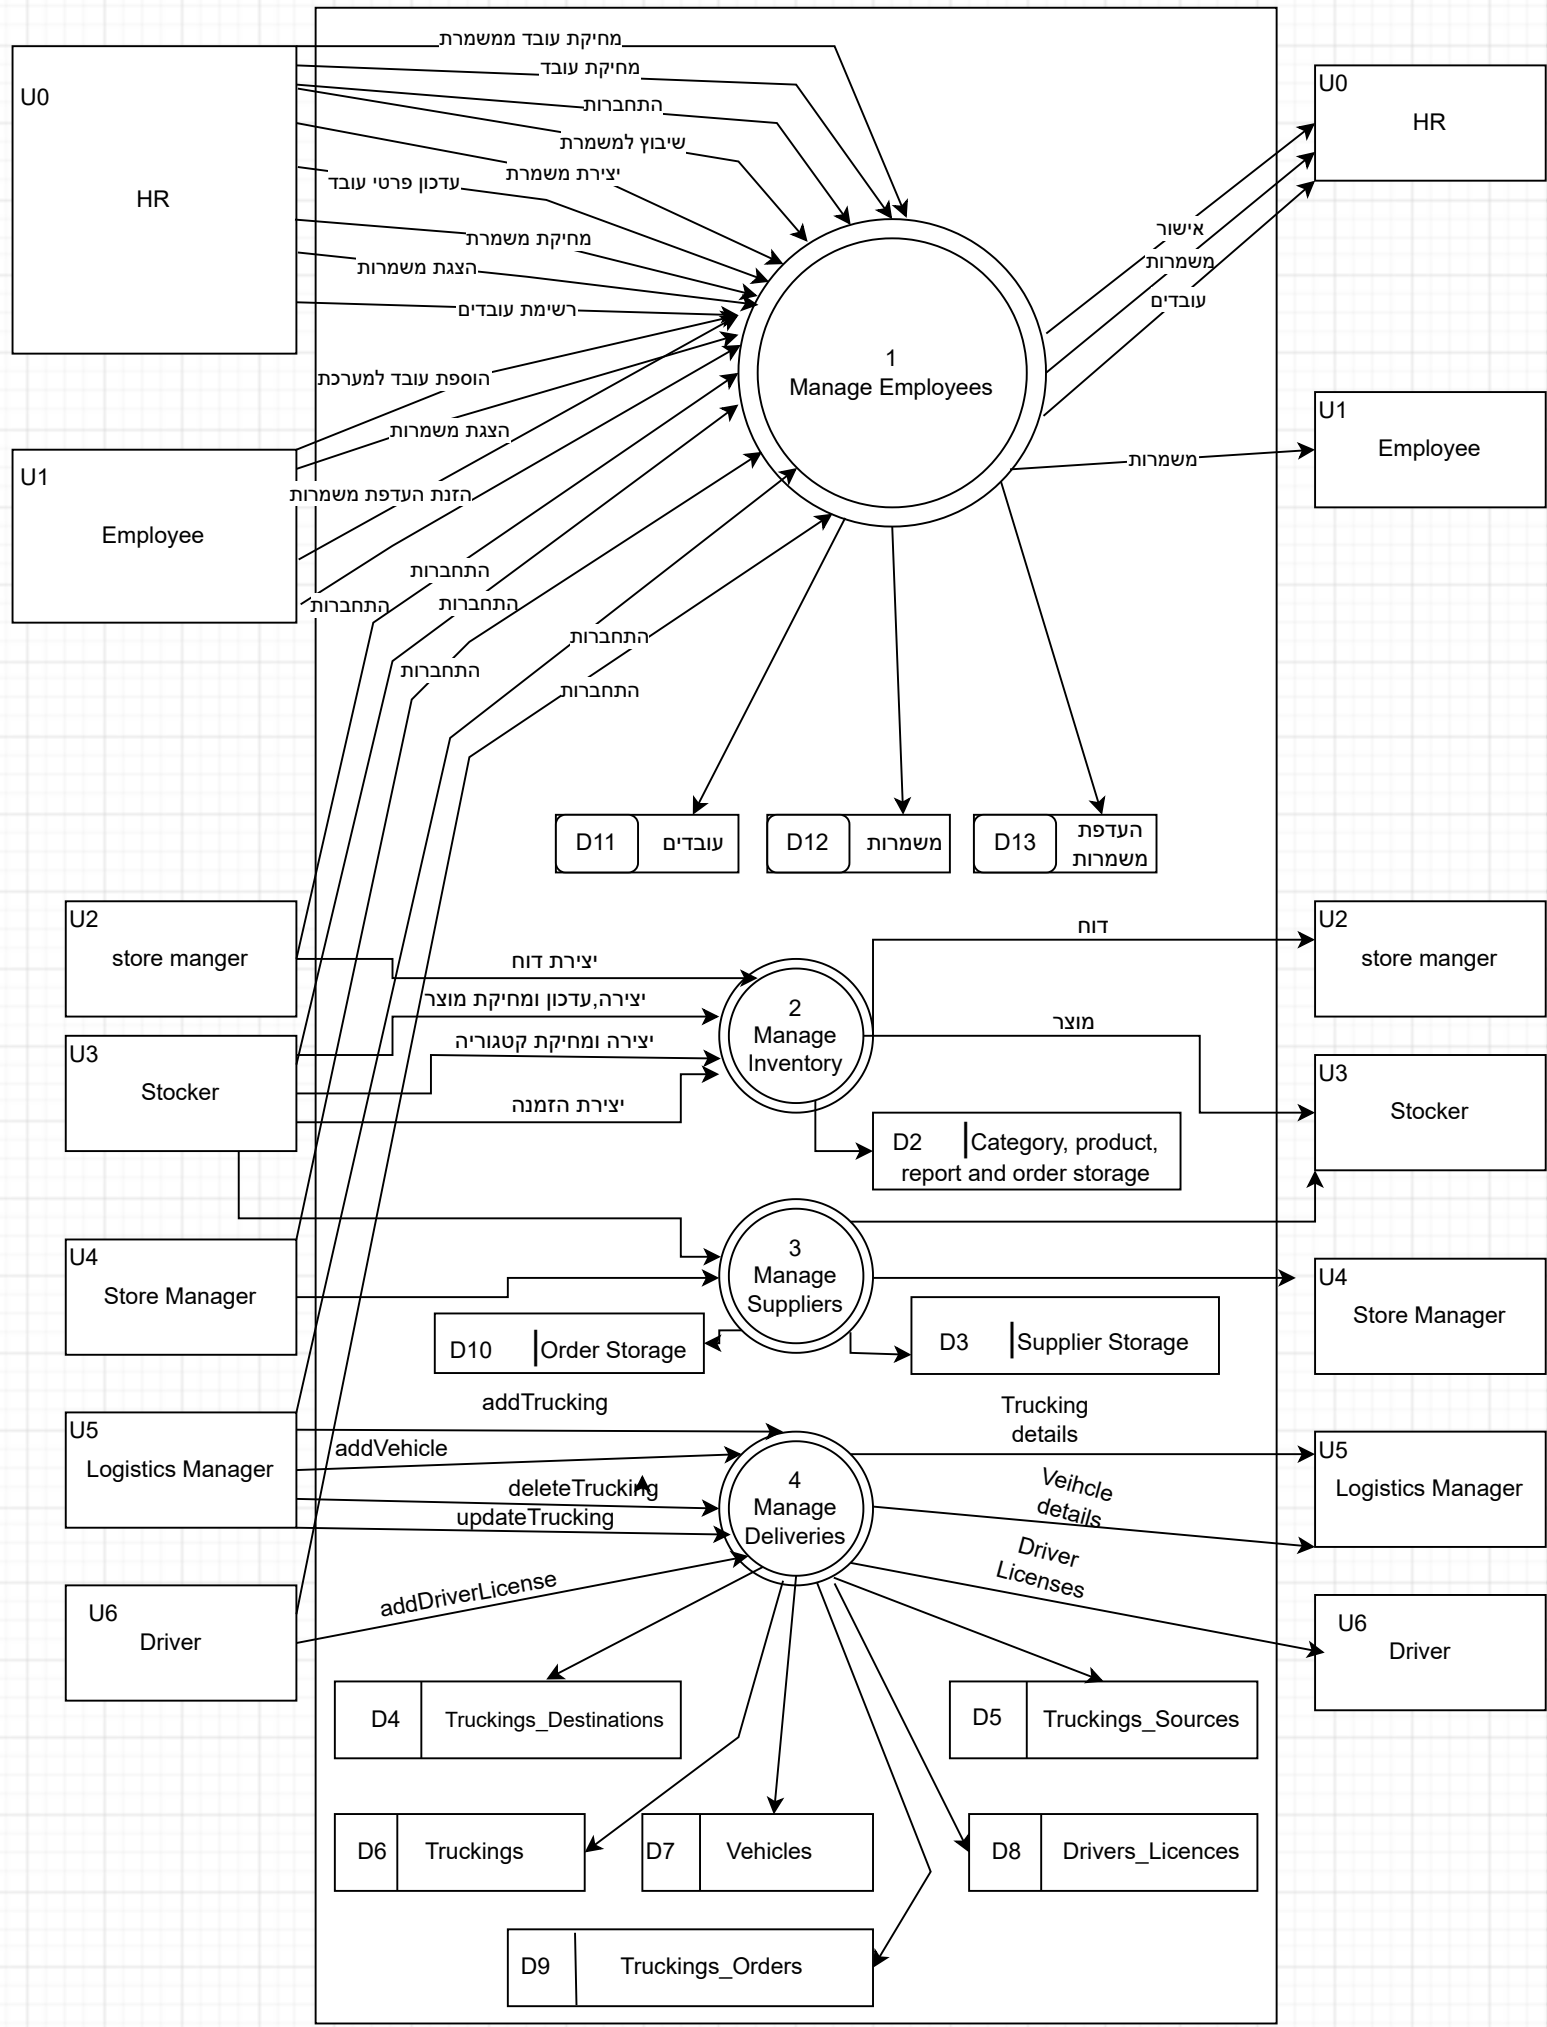 U0
HR
מחיקת עובד ממשמרת
מחיקת עובד
התחברות
שיבוץ למשמרת
יצירת משמרת
עדכון פרטי עובד
מחיקת משמרת
הצגת משמרות
רשימת עובדים
U0
HR
אישור
משמרות
עובדים
1
Manage Employees
הוספת עובד למערכת
הצגת משמרות
הזנת העדפת משמרות
U1
Employee
U1
Employee
משמרות
התחברות
התחברות
התחברות
התחברות
התחברות
התחברות
D11
עובדים
D12
משמרות
D13
העדפת
משמרות
U2
store manger
יצירת דוח
דוח
U2
store manger
יצירה,עדכון ומחיקת מוצר
2
Manage
Inventory
מוצר
U3
Stocker
יצירה ומחיקת קטגוריה
יצירת הזמנה
U3
Stocker
D2
Category, product,
report and order storage
3
Manage
Suppliers
U4
Store Manager
U4
Store Manager
D10
Order Storage
D3
Supplier Storage
addTrucking
Trucking
details
U5
Logistics Manager
addVehicle
deleteTrucking
updateTrucking
4
Manage
Deliveries
Veihcle
details
U5
Logistics Manager
Driver
Licenses
addDriverLicense
U6
Driver
U6
Driver
D4
Truckings_Destinations
D5
Truckings_Sources
D6
Truckings
D7
Vehicles
D8
Drivers_Licences
D9
Truckings_Orders